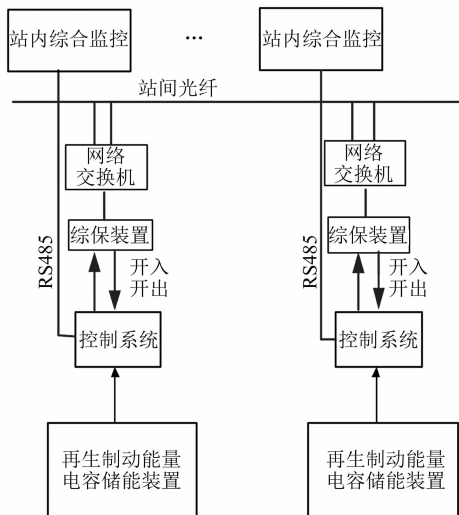 站内综合监控
...
站内综合监控
站间光纤
网络
交换机
综保装置
RS485
开入
开出
控制系统
再生制动能量
电容储能装置
网络
交换机
综保装置
RS485
开入
开出
控制系统
再生制动能量
电容储能装置